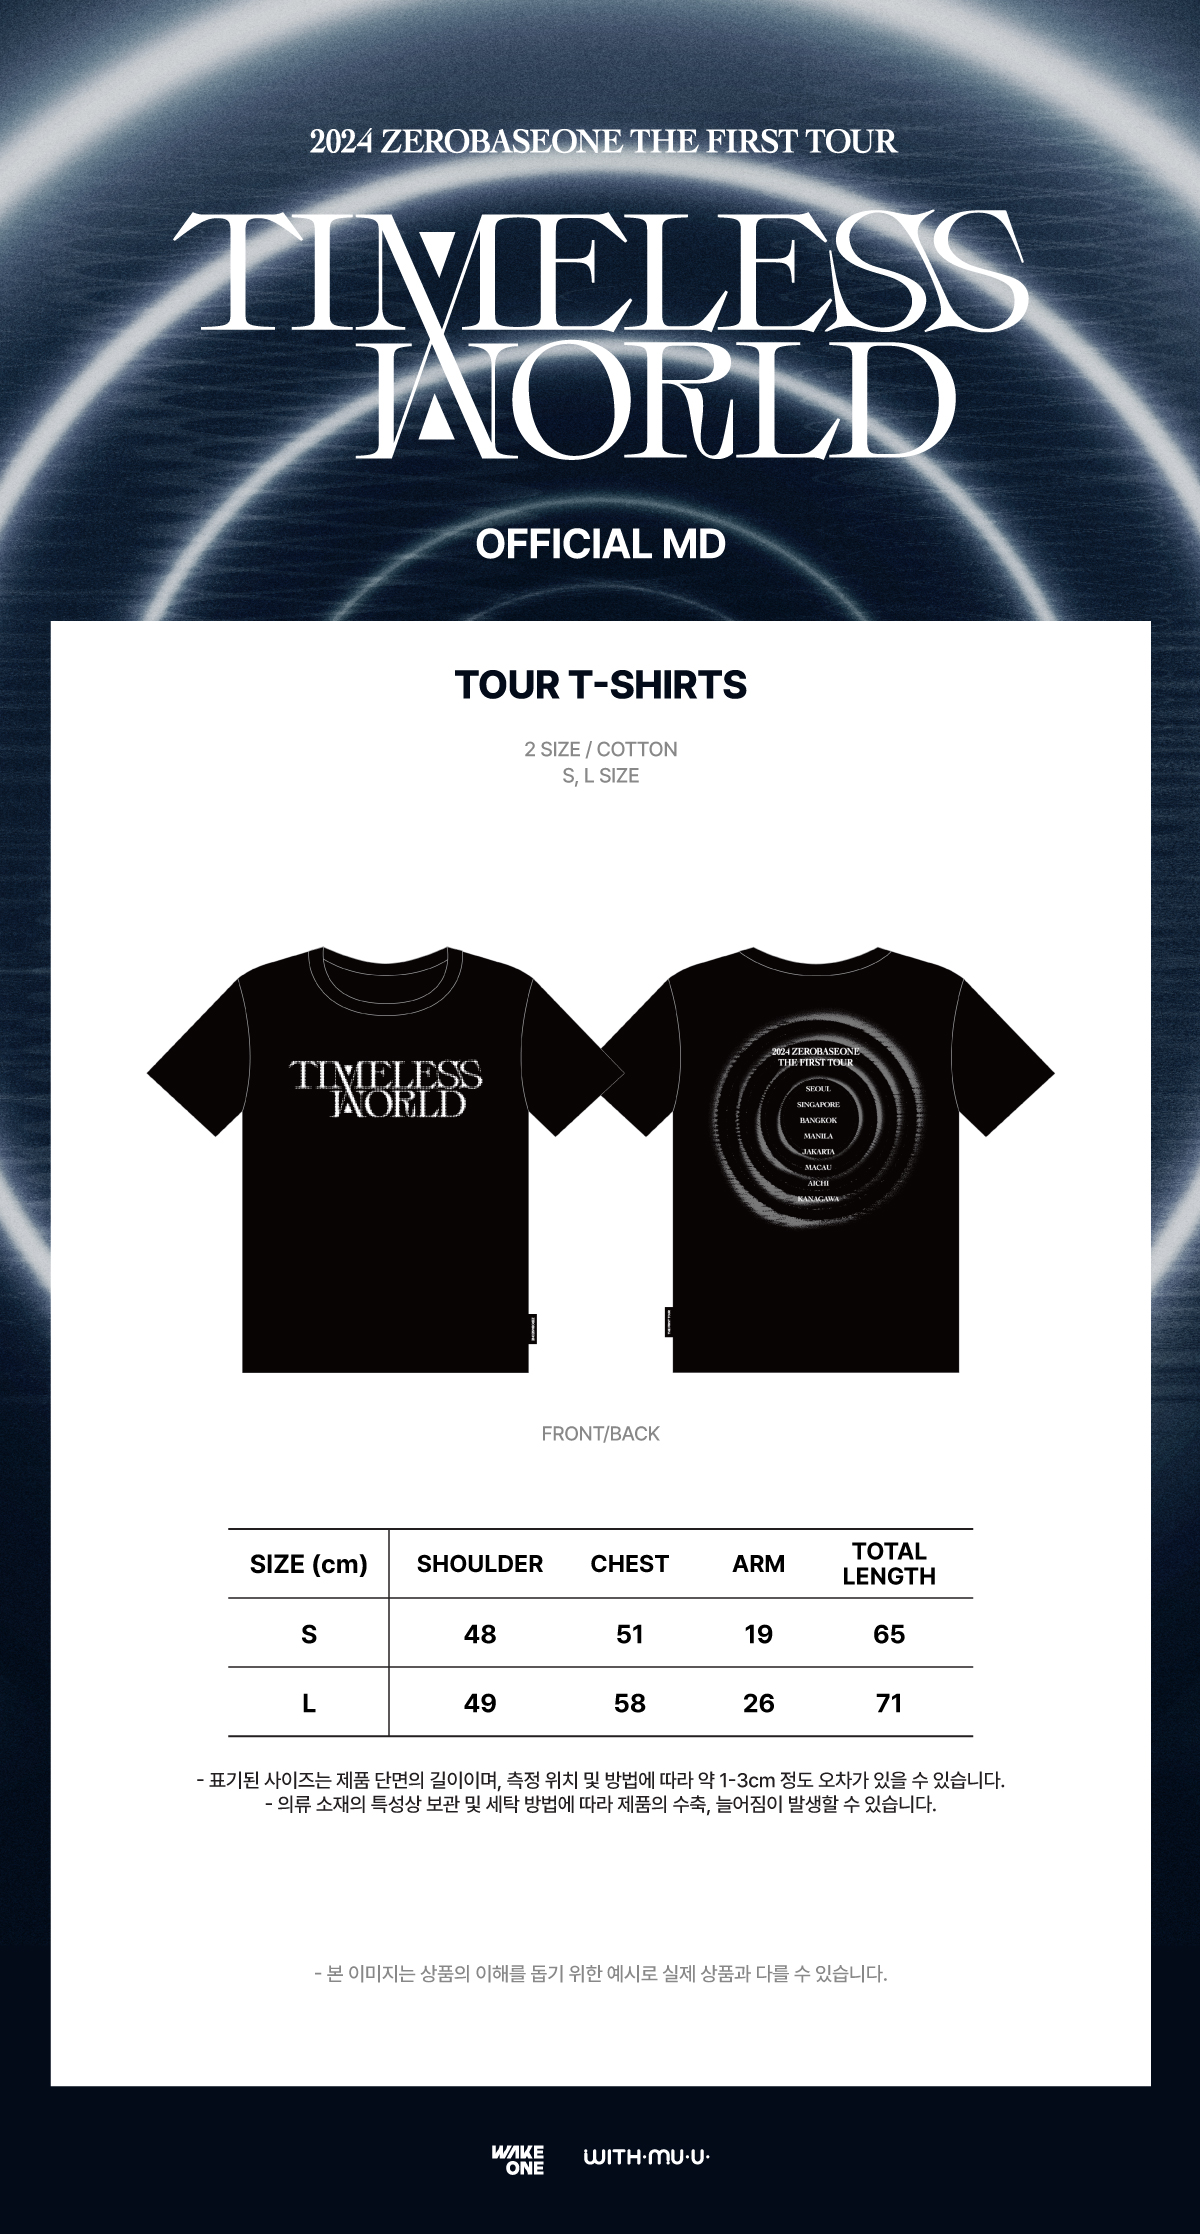 2024 ZEROBASEONE THE FIRST TOUR
TIMELESS
WORLD
OFFICIAL MD
TOUR T-SHIRTS
2 SIZE / COTTON
S, L SIZE
TIMELESS
WORLD
2024 ZEROBASEONE
THE FIRST TOUR
SEOUL
SINGAPORE
BANGKOK
MANILA
JAKARTA
MACAU
AICHI
KANAGAWA
FRONT/BACK
SIZE (cm) SHOULDER CHEST ARM TOTAL LENGTH
S 48 51 19 65
L 49 58 26 71
- 표기된 사이즈는 제품 단면의 길이이며, 측정 위치 및 방법에 따라 약 1-3cm 정도 오차가 있을 수 있습니다.
- 의류 소재의 특성상 보관 및 세탁 방법에 따라 제품의 수축, 늘어짐이 발생할 수 있습니다.
- 본 이미지는 상품의 이해를 돕기 위한 예시로 실제 상품과 다를 수 있습니다.
WAKE
ONE
WITH·MU·U·